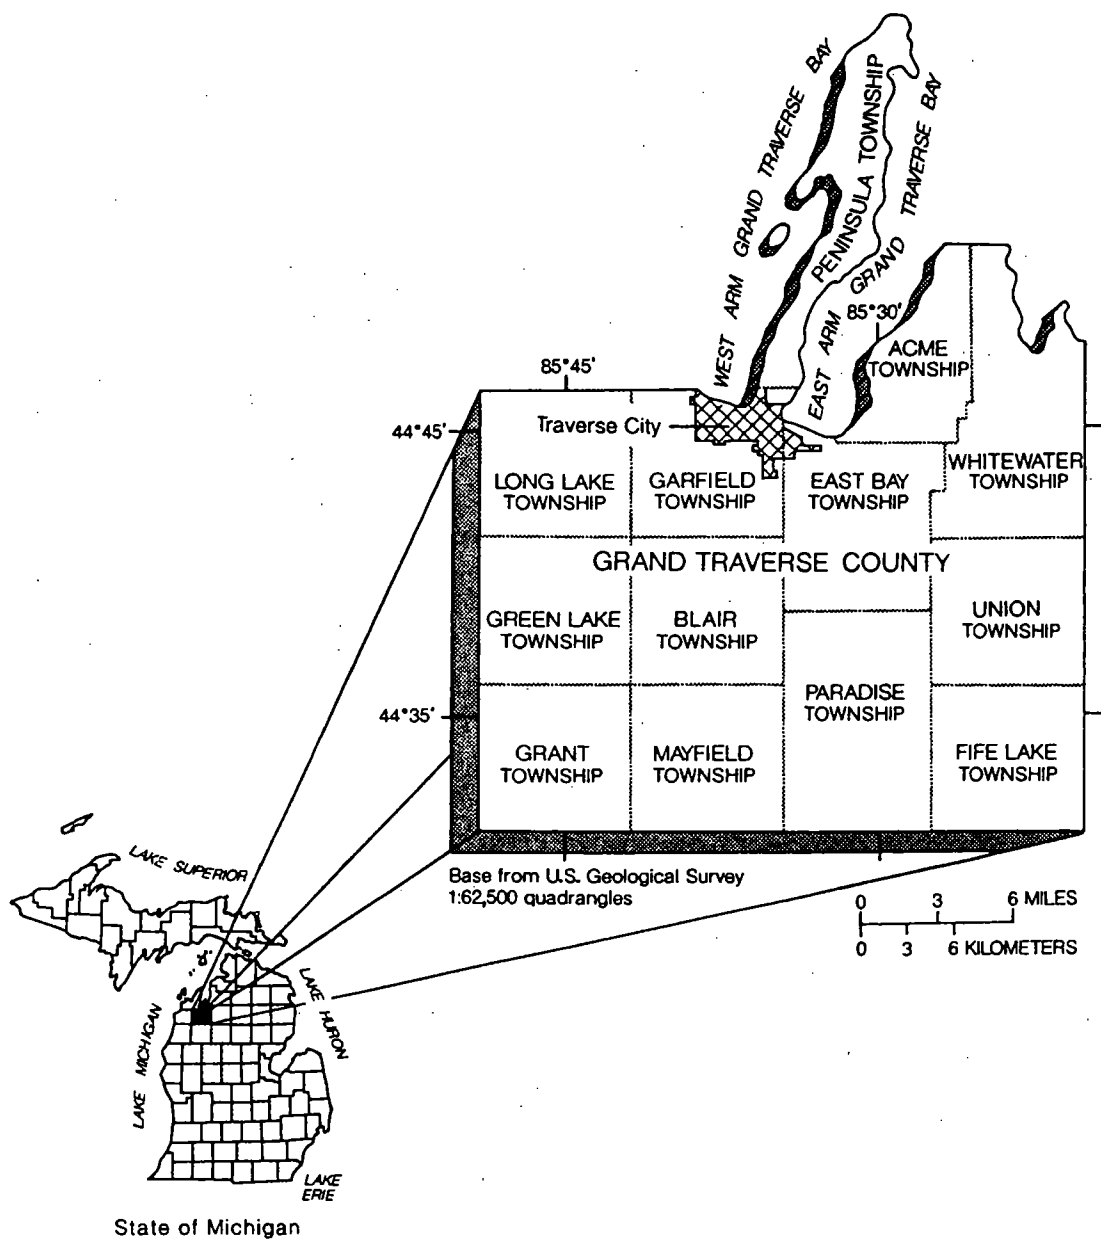 WEST ARM GRAND TRAVERSE BAY
PENINSULA TOWNSHIP
EAST ARM GRAND TRAVERSE BAY
85°30'
ACME
TOWNSHIP
85°45'
44°45'
Traverse City
LONG LAKE
TOWNSHIP
GARFIELD
TOWNSHIP
EAST BAY
TOWNSHIP
WHITEWATER
TOWNSHIP
GRAND TRAVERSE COUNTY
GREEN LAKE
TOWNSHIP
BLAIR
TOWNSHIP
UNION
TOWNSHIP
PARADISE
TOWNSHIP
44°35'
GRANT
TOWNSHIP
MAYFIELD
TOWNSHIP
FIFE LAKE
TOWNSHIP
Base from U.S. Geological Survey
1:62,500 quadrangles
0 3 6 MILES
0 3 6 KILOMETERS
LAKE SUPERIOR
LAKE MICHIGAN
LAKE HURON
LAKE
ERIE
State of Michigan